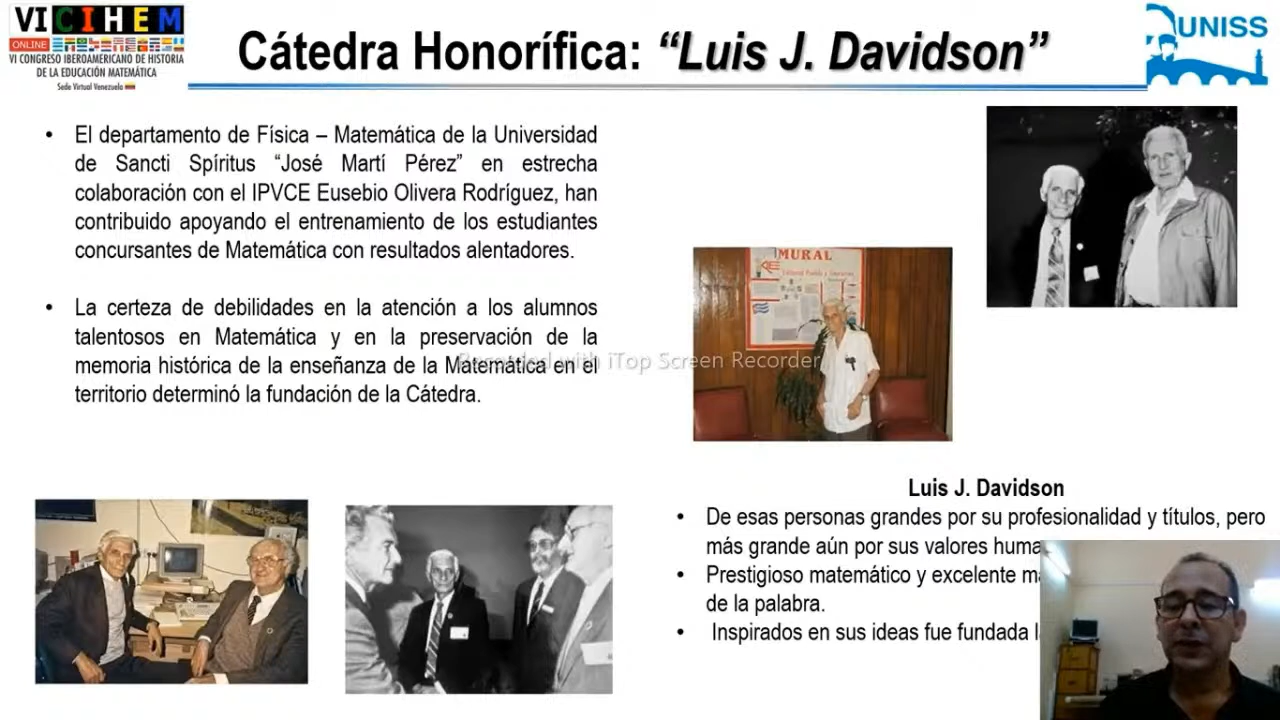 VI CIHEM
ONLINE
VI CONGRESO IBEROAMERICANO DE HISTORIA
DE LA EDUCACIÓN MATEMÁTICA
Sede Virtual Venezuela
Cátedra Honorífica: “Luis J. Davidson”
UNISS
• El departamento de Física – Matemática de la Universidad
de Sancti Spíritus “José Martí Pérez” en estrecha
colaboración con el IPVCE Eusebio Olivera Rodríguez, han
contribuido apoyando el entrenamiento de los estudiantes
concursantes de Matemática con resultados alentadores.
• La certeza de debilidades en la atención a los alumnos
talentosos en Matemática y en la preservación de la
memoria histórica de la enseñanza de la Matemática en el
territorio determinó la fundación de la Cátedra.
Recorded with iTop Screen Recorder
MURAL
Luis J. Davidson
• De esas personas grandes por su profesionalidad y títulos, pero
más grande aún por sus valores
• Prestigioso matemático y excelente
de la palabra.
• Inspirados en sus ideas fue fundada